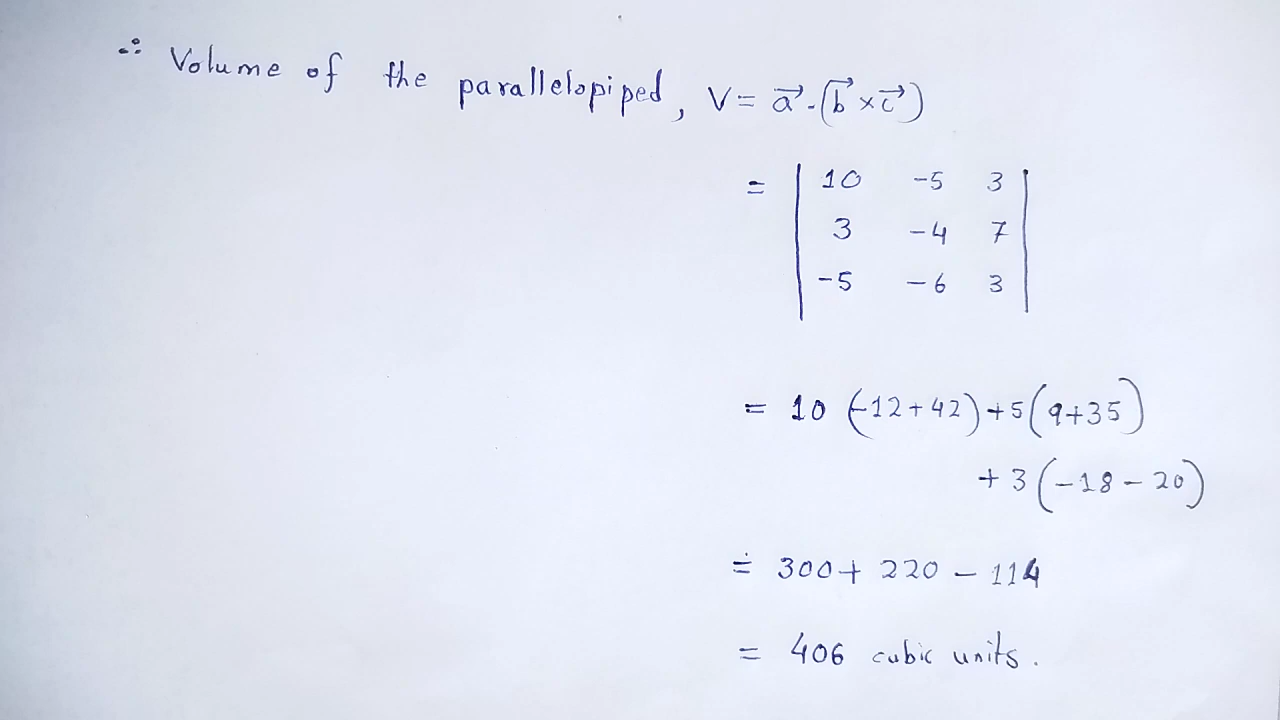 ∴ Volume of the parallelopiped, V = a⃗ . (b⃗ × c⃗)
= | 10 -5 3 |
| 3 -4 7 |
| -5 -6 3 |
= 10 (-12 + 42) + 5 (9 + 35)
+ 3 (-18 - 20)
= 300 + 220 - 114
= 406 cubic units.